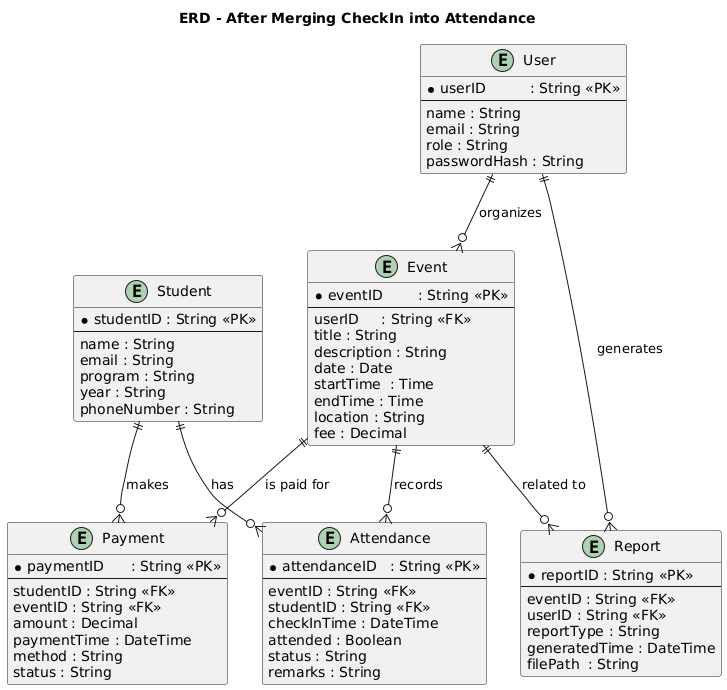 ERD - After Merging CheckIn into Attendance
E User
* userID : String «PK»
name : String
email : String
role : String
passwordHash : String
organizes
E Event
* eventID : String «PK»
userID : String «FK»
title : String
description : String
date : Date
startTime : Time
endTime : Time
location : String
fee : Decimal
E Student
* studentID : String «PK»
name : String
email : String
program : String
year : String
phoneNumber : String
generates
makes
has
is paid for
records
related to
E Payment
* paymentID : String «PK»
studentID : String «FK»
eventID : String «FK»
amount : Decimal
paymentTime : DateTime
method : String
status : String
E Attendance
* attendanceID : String «PK»
eventID : String «FK»
studentID : String «FK»
checkInTime : DateTime
attended : Boolean
status : String
remarks : String
E Report
* reportID : String «PK»
eventID : String «FK»
userID : String «FK»
reportType : String
generatedTime : DateTime
filePath : String